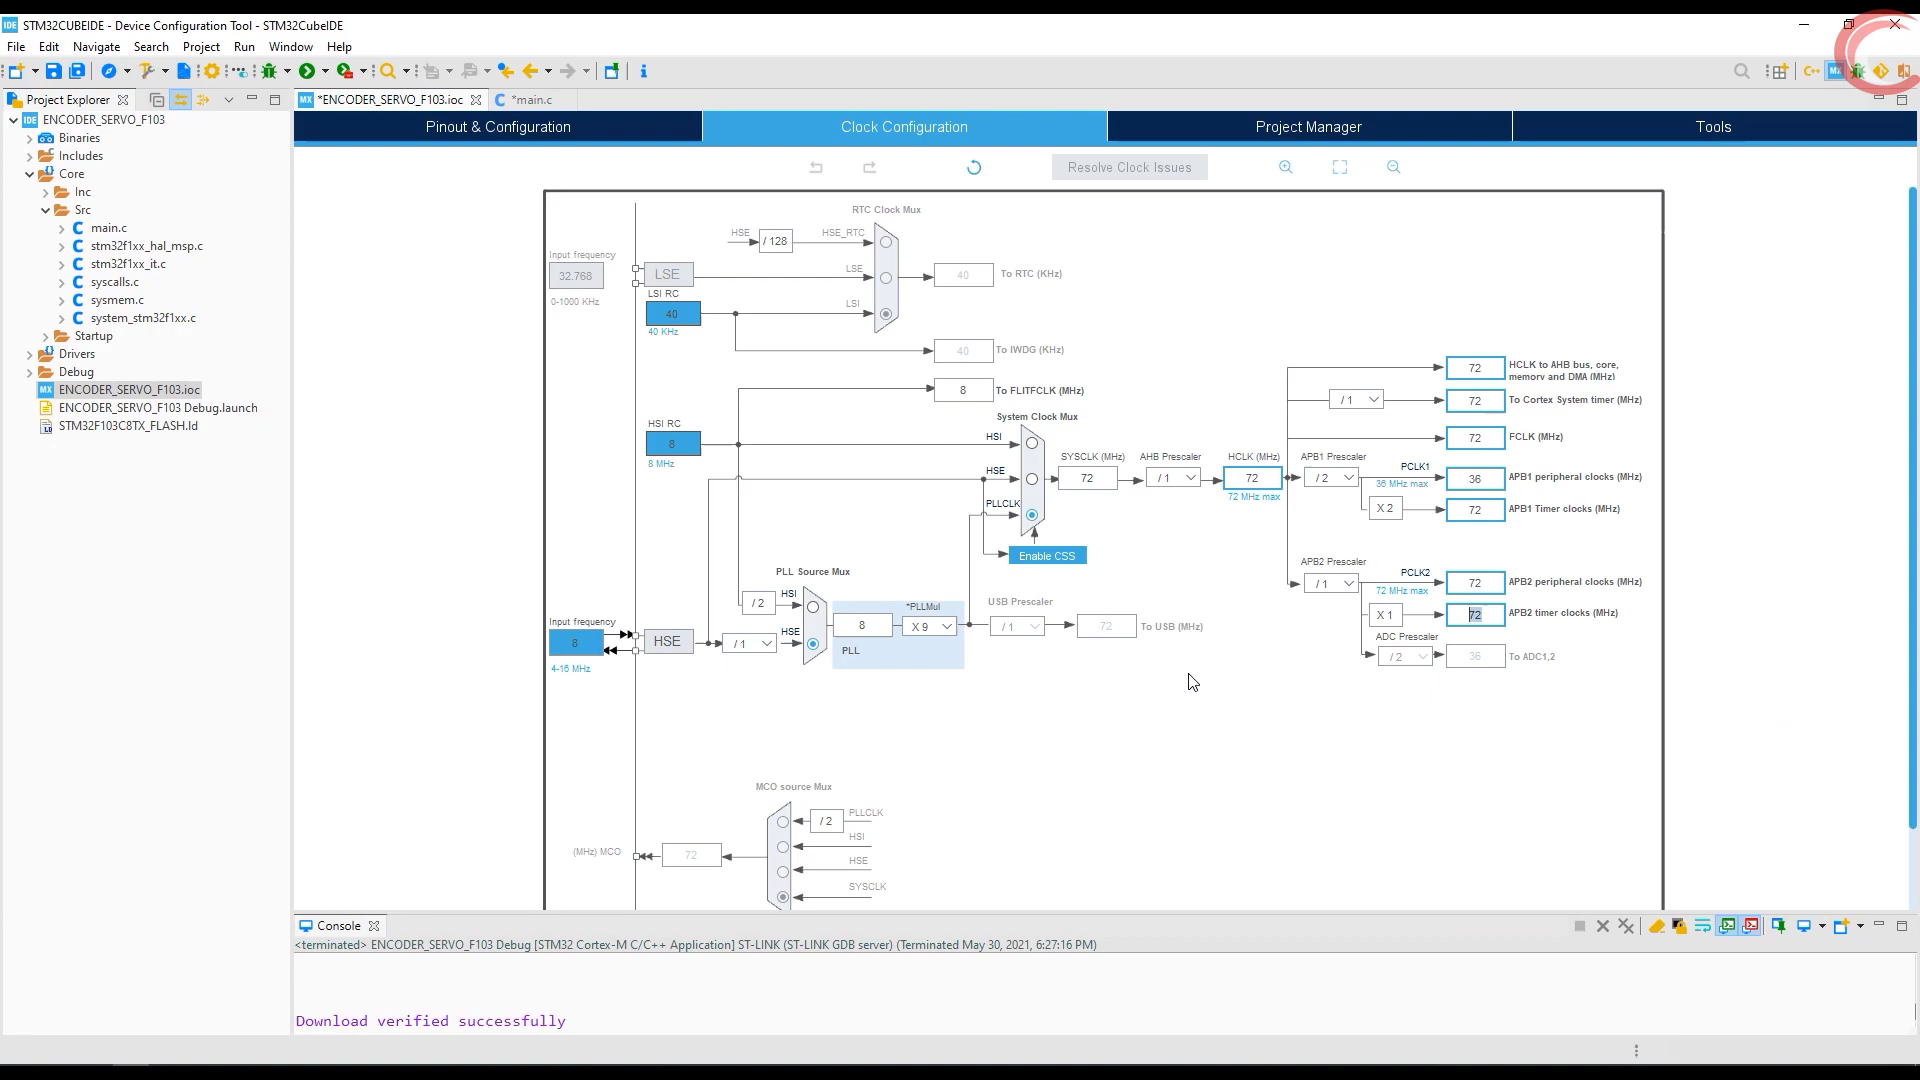 IDE STM32CUBEIDE - Device Configuration Tool - STM32CubeIDE
File Edit Navigate Search Project Run Window Help
Project Explorer
*ENCODER_SERVO_F103.ioc
*main.c
IDE ENCODER_SERVO_F103
Binaries
Includes
Core
Inc
Src
main.c
stm32f1xx_hal_msp.c
stm32f1xx_it.c
syscalls.c
sysmem.c
system_stm32f1xx.c
Startup
Drivers
Debug
MX ENCODER_SERVO_F103.ioc
ENCODER_SERVO_F103 Debug.launch
STM32F103C8TX_FLASH.ld
Pinout & Configuration
Clock Configuration
Project Manager
Tools
Resolve Clock Issues
RTC Clock Mux
HSE
/ 128
HSE_RTC
Input frequency
32.768
0-1000 KHz
LSE
LSE
40
To RTC (KHz)
LSI RC
40
40 KHz
LSI
40
To IWDG (KHz)
8
To FLITFCLK (MHz)
System Clock Mux
HSI RC
8
8 MHz
HSI
HSE
PLLCLK
Enable CSS
SYSCLK (MHz)
72
AHB Prescaler
/ 1
HCLK (MHz)
72
72 MHz max
72
HCLK to AHB bus, core,
memory and DMA (MHz)
/ 1
72
To Cortex System timer (MHz)
72
FCLK (MHz)
APB1 Prescaler
/ 2
PCLK1
36 MHz max
36
APB1 peripheral clocks (MHz)
X 2
72
APB1 Timer clocks (MHz)
APB2 Prescaler
/ 1
PCLK2
72 MHz max
72
APB2 peripheral clocks (MHz)
X 1
72
APB2 timer clocks (MHz)
ADC Prescaler
/ 2
36
To ADC1,2
PLL Source Mux
/ 2
HSI
Input frequency
8
4-16 MHz
HSE
/ 1
HSE
8
*PLLMul
X 9
PLL
USB Prescaler
/ 1
72
To USB (MHz)
MCO source Mux
/ 2
PLLCLK
HSI
HSE
SYSCLK
(MHz) MCO
72
Console
<terminated> ENCODER_SERVO_F103 Debug [STM32 Cortex-M C/C++ Application] ST-LINK (ST-LINK GDB server) (Terminated May 30, 2021, 6:27:16 PM)
Download verified successfully